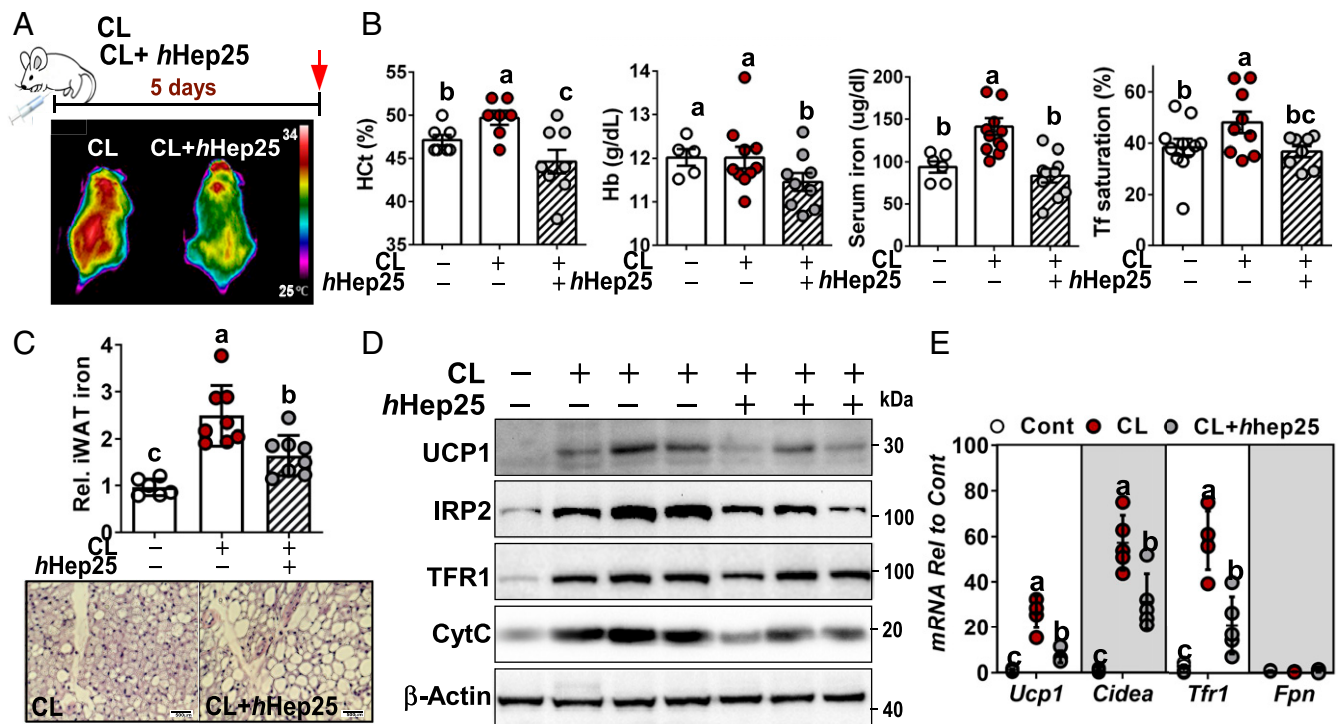 A
CL
CL+ hHep25
5 days
CL
CL+hHep25
34
25 °C
B
HCt (%)
55
50
45
40
35
b
a
c
CL
hHep25
– + +
– – +
Hb (g/dL)
14
13
12
11
10
a
a
b
CL
hHep25
– + +
– – +
Serum iron (ug/dl)
200
150
100
50
0
b
a
b
CL
hHep25
– + +
– – +
Tf saturation (%)
60
40
20
0
b
a
bc
CL
hHep25
– + +
– – +
C
Rel. iWAT iron
4
3
2
1
0
c
a
b
CL
hHep25
– + +
– – +
CL
CL+hHep25
D
CL – + + + + + +
hHep25 – – – – + + +
kDa
UCP1
30
IRP2
100
TFR1
100
CytC
20
β-Actin
40
E
Cont CL CL+hhep25
mRNA Rel to Cont
100
80
60
40
20
0
c
a
b
c
a
b
c
a
b
Ucp1 Cidea Tfr1 Fpn